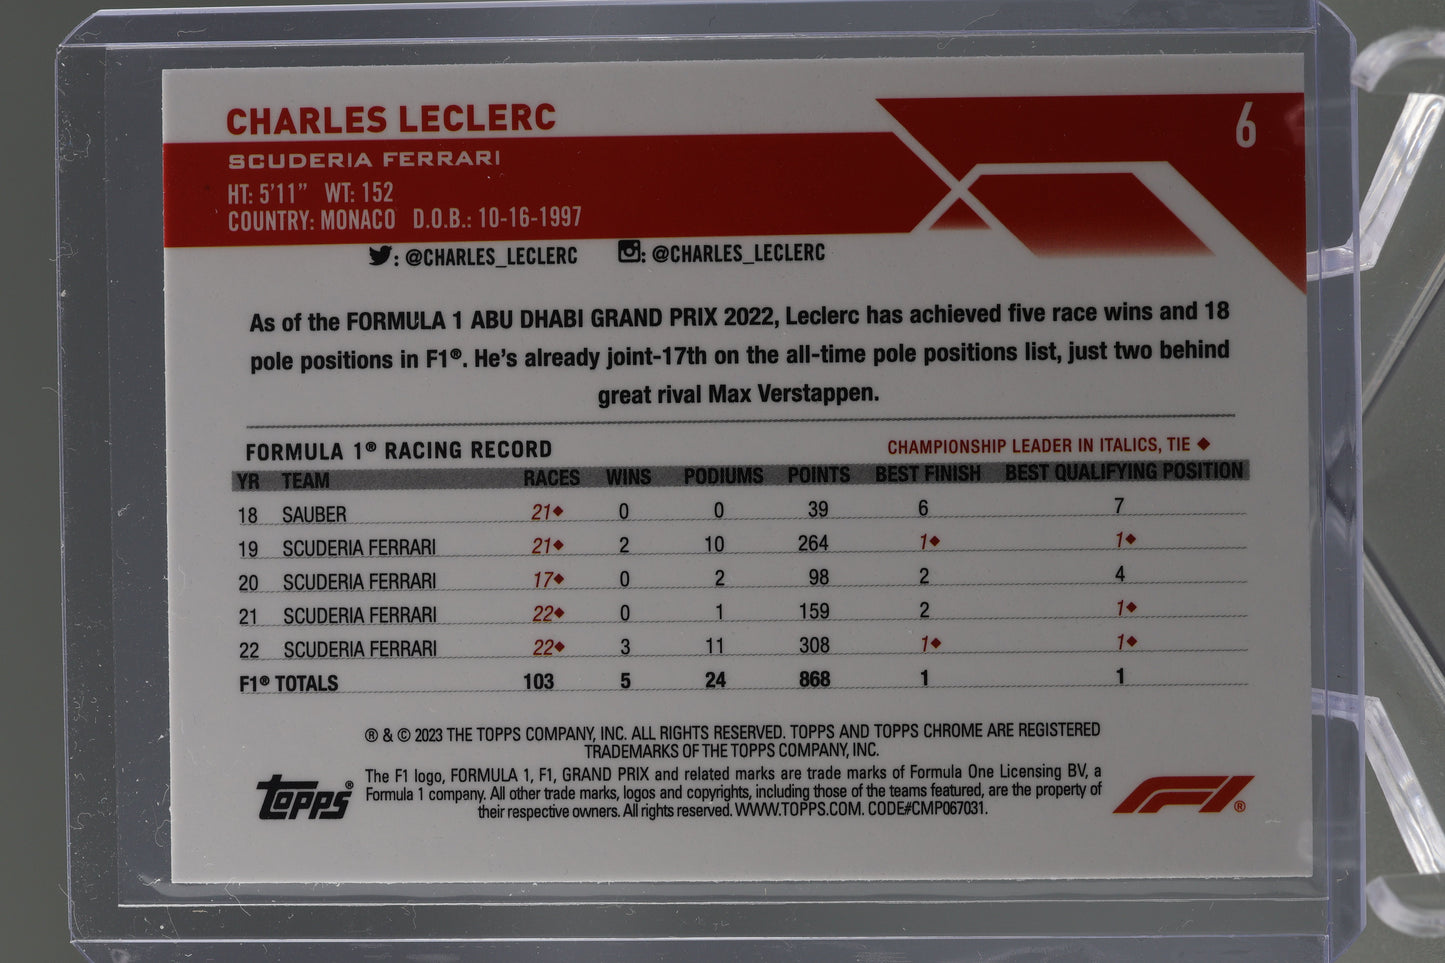 CHARLES LECLERC
6
SCUDERIA FERRARI
HT: 5'11" WT: 152
COUNTRY: MONACO D.O.B.: 10-16-1997
: @CHARLES_LECLERC : @CHARLES_LECLERC
As of the FORMULA 1 ABU DHABI GRAND PRIX 2022, Leclerc has achieved five race wins and 18
pole positions in F1®. He's already joint-17th on the all-time pole positions list, just two behind
great rival Max Verstappen.
FORMULA 1® RACING RECORD CHAMPIONSHIP LEADER IN ITALICS, TIE ◆
YR TEAM RACES WINS PODIUMS POINTS BEST FINISH BEST QUALIFYING POSITION
18 SAUBER 21◆ 0 0 39 6 7
19 SCUDERIA FERRARI 21◆ 2 10 264 1◆ 1◆
20 SCUDERIA FERRARI 17◆ 0 2 98 2 4
21 SCUDERIA FERRARI 22◆ 0 1 159 2 1◆
22 SCUDERIA FERRARI 22◆ 3 11 308 1◆ 1◆
F1® TOTALS 103 5 24 868 1 1
® & © 2023 THE TOPPS COMPANY, INC. ALL RIGHTS RESERVED. TOPPS AND TOPPS CHROME ARE REGISTERED
TRADEMARKS OF THE TOPPS COMPANY, INC.
The F1 logo, FORMULA 1, F1, GRAND PRIX and related marks are trade marks of Formula One Licensing BV, a
Formula 1 company. All other trade marks, logos and copyrights, including those of the teams featured, are the property of
their respective owners. All rights reserved. WWW.TOPPS.COM. CODE#CMP067031.
topps®
F1®